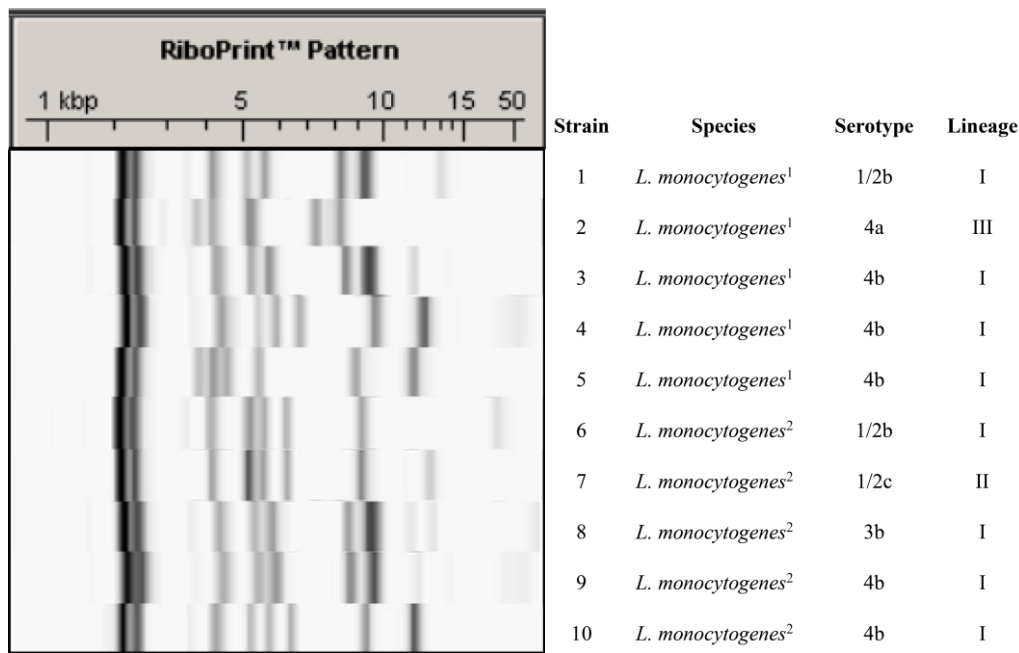 RiboPrint™ Pattern
1 kbp 5 10 15 50
Strain Species Serotype Lineage
1 L. monocytogenes¹ 1/2b I
2 L. monocytogenes¹ 4a III
3 L. monocytogenes¹ 4b I
4 L. monocytogenes¹ 4b I
5 L. monocytogenes¹ 4b I
6 L. monocytogenes² 1/2b I
7 L. monocytogenes² 1/2c II
8 L. monocytogenes² 3b I
9 L. monocytogenes² 4b I
10 L. monocytogenes² 4b I